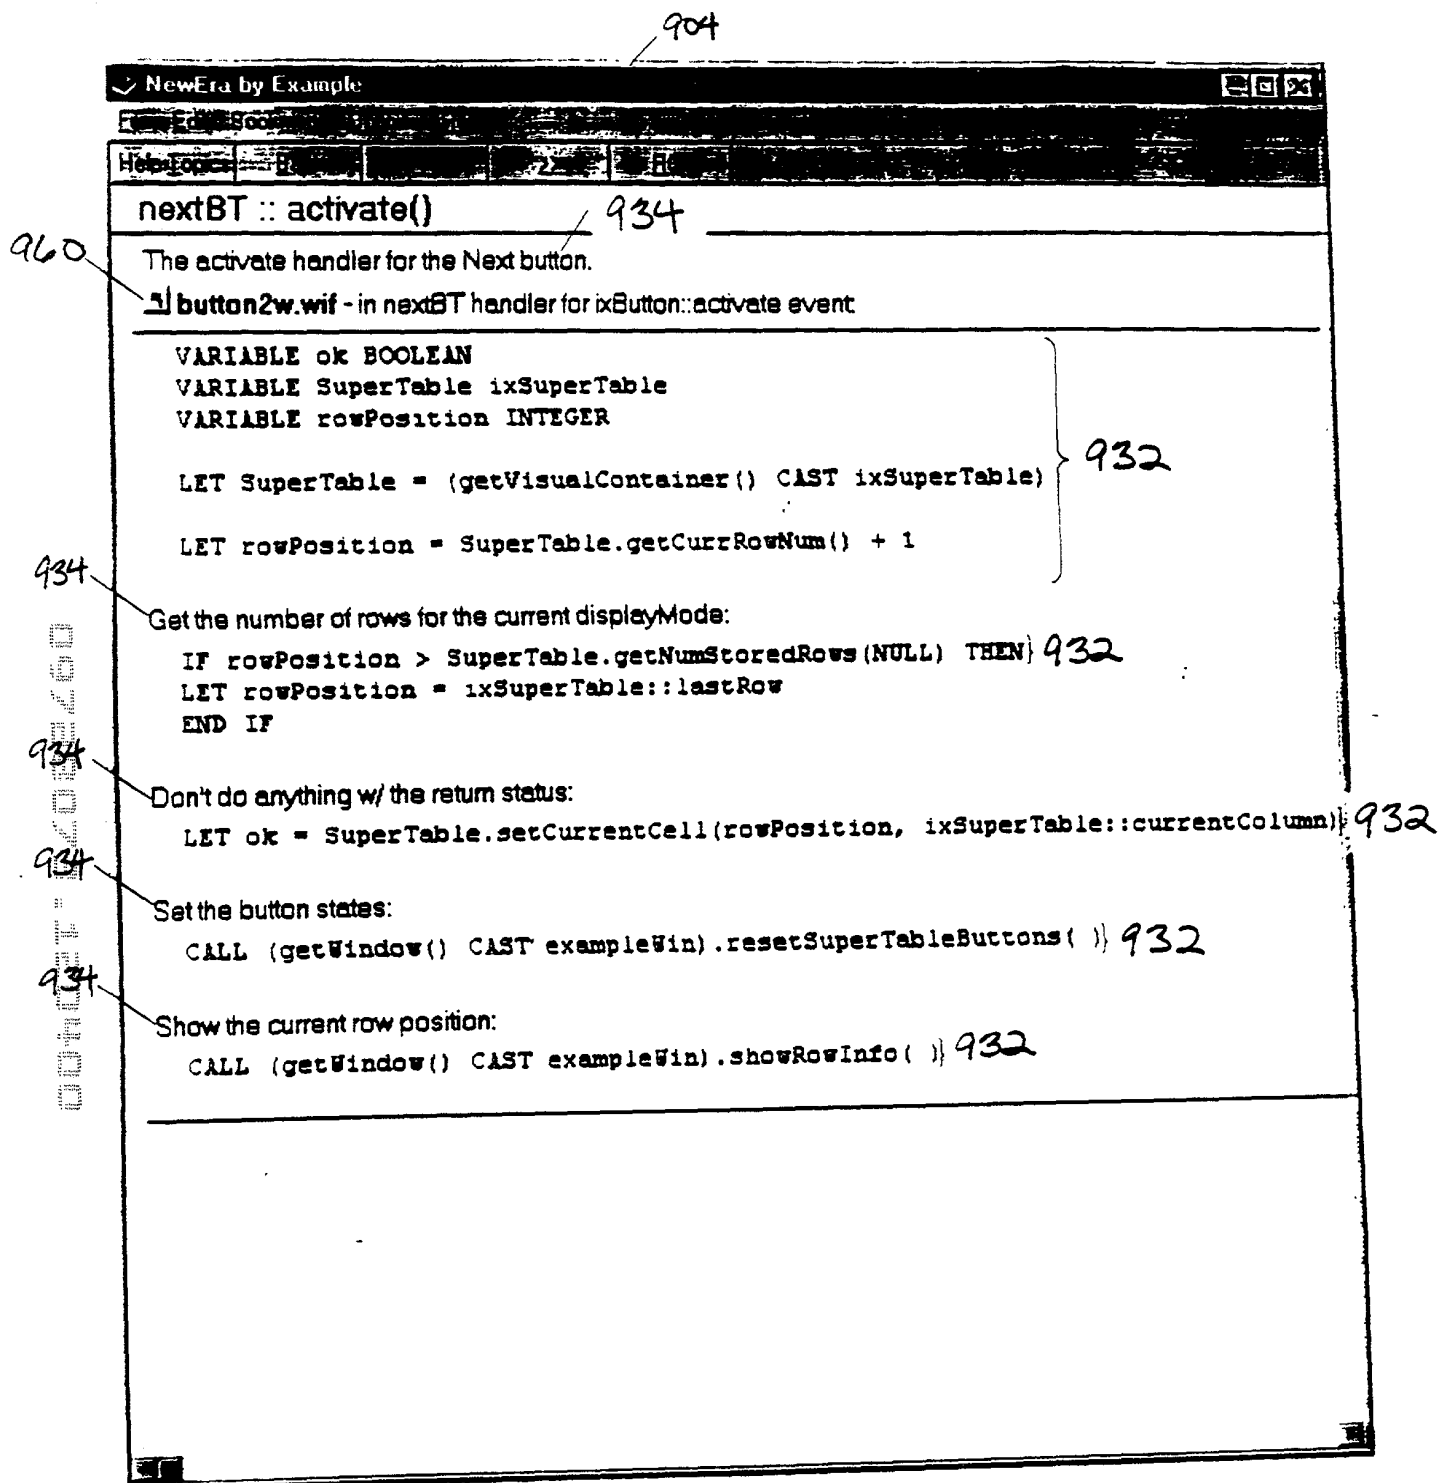 904
NewEra by Example
Help Topics
nextBT :: activate()
934
960
The activate handler for the Next button.
button2w.wif - in nextBT handler for ixButton::activate event
VARIABLE ok BOOLEAN
VARIABLE SuperTable ixSuperTable
VARIABLE rowPosition INTEGER
932
LET SuperTable = (getVisualContainer() CAST ixSuperTable)
LET rowPosition = SuperTable.getCurrRowNum() + 1
934
Get the number of rows for the current displayMode:
IF rowPosition > SuperTable.getNumStoredRows(NULL) THEN} 932
LET rowPosition = ixSuperTable::lastRow
END IF
934
Don't do anything w/ the return status:
LET ok = SuperTable.setCurrentCell(rowPosition, ixSuperTable::currentColumn)} 932
934
Set the button states:
CALL (getWindow() CAST exampleWin).resetSuperTableButtons( )} 932
934
Show the current row position:
CALL (getWindow() CAST exampleWin).showRowInfo( )} 932